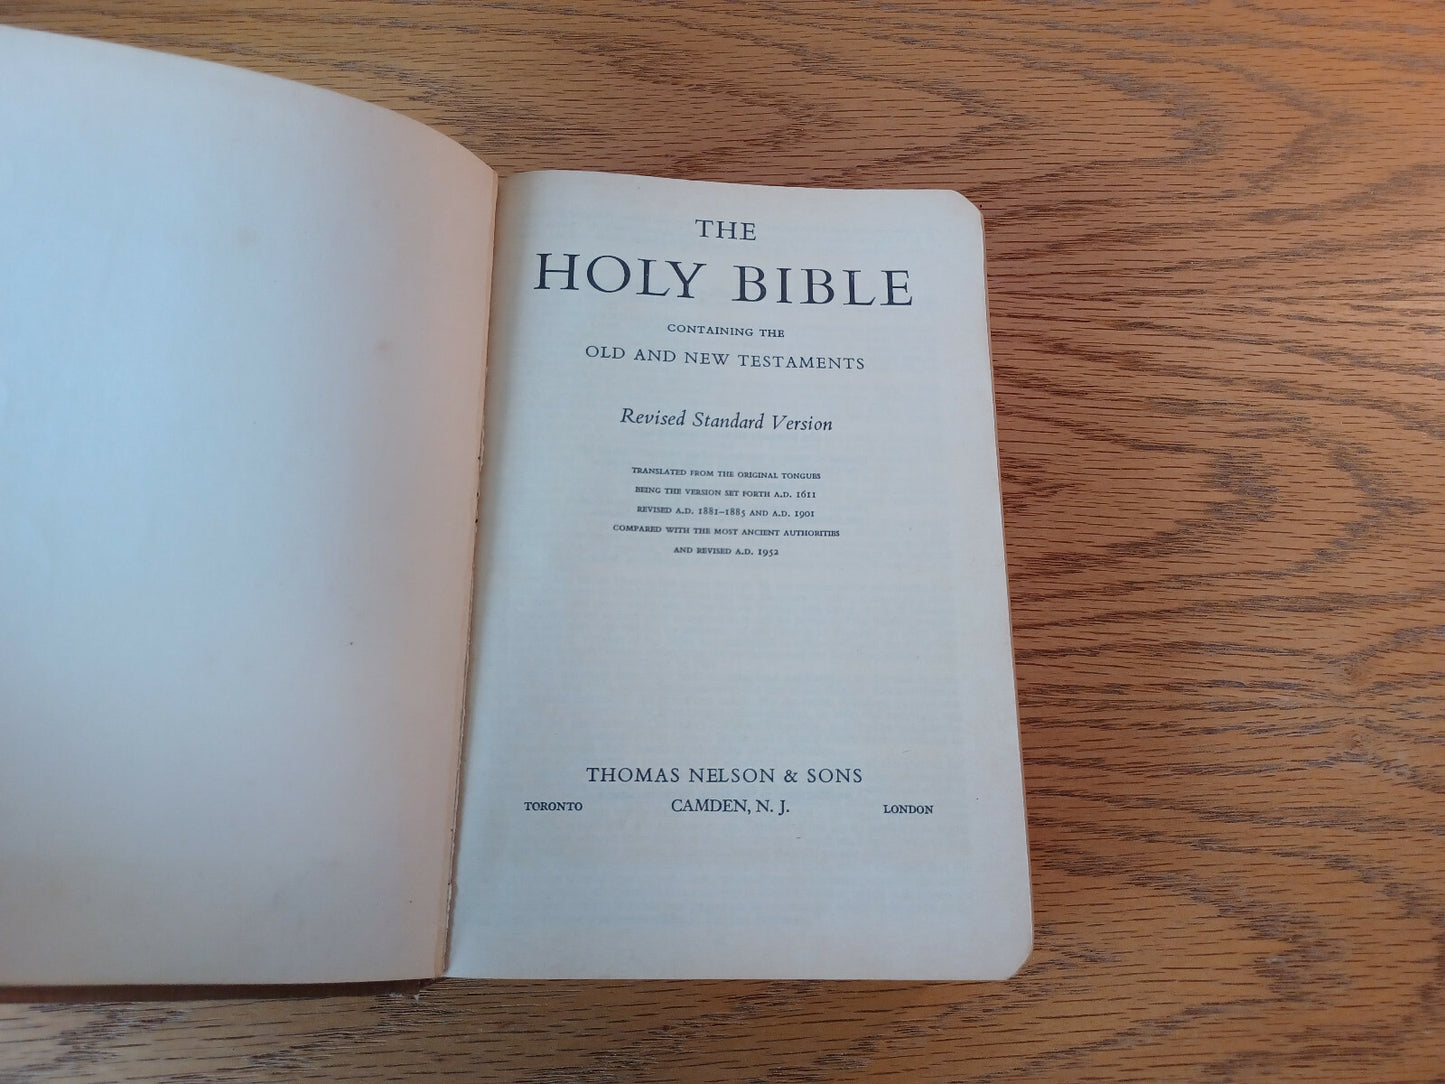 THE
HOLY BIBLE
CONTAINING THE
OLD AND NEW TESTAMENTS
Revised Standard Version
TRANSLATED FROM THE ORIGINAL TONGUES
BEING THE VERSION SET FORTH A.D. 1611
REVISED A.D. 1881–1885 AND A.D. 1901
COMPARED WITH THE MOST ANCIENT AUTHORITIES
AND REVISED A.D. 1952
THOMAS NELSON & SONS
TORONTO CAMDEN, N. J. LONDON